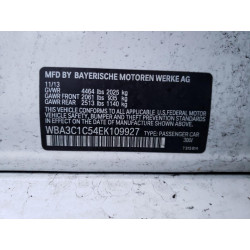 MFD BY BAYERISCHE MOTOREN WERKE AG
11/13
GVWR 4464 lbs 2025 kg
GAWR FRONT 2061 lbs 935 kg
GAWR REAR 2513 lbs 1140 kg
THIS VEHICLE CONFORMS TO ALL APPLICABLE U.S. FEDERAL MOTOR
VEHICLE SAFETY, BUMPER, AND THEFT PREVENTION STANDARDS IN
EFFECT ON THE DATE OF MANUFACTURE SHOWN ABOVE.
WBA3C1C54EK109927 TYPE: PASSENGER CAR